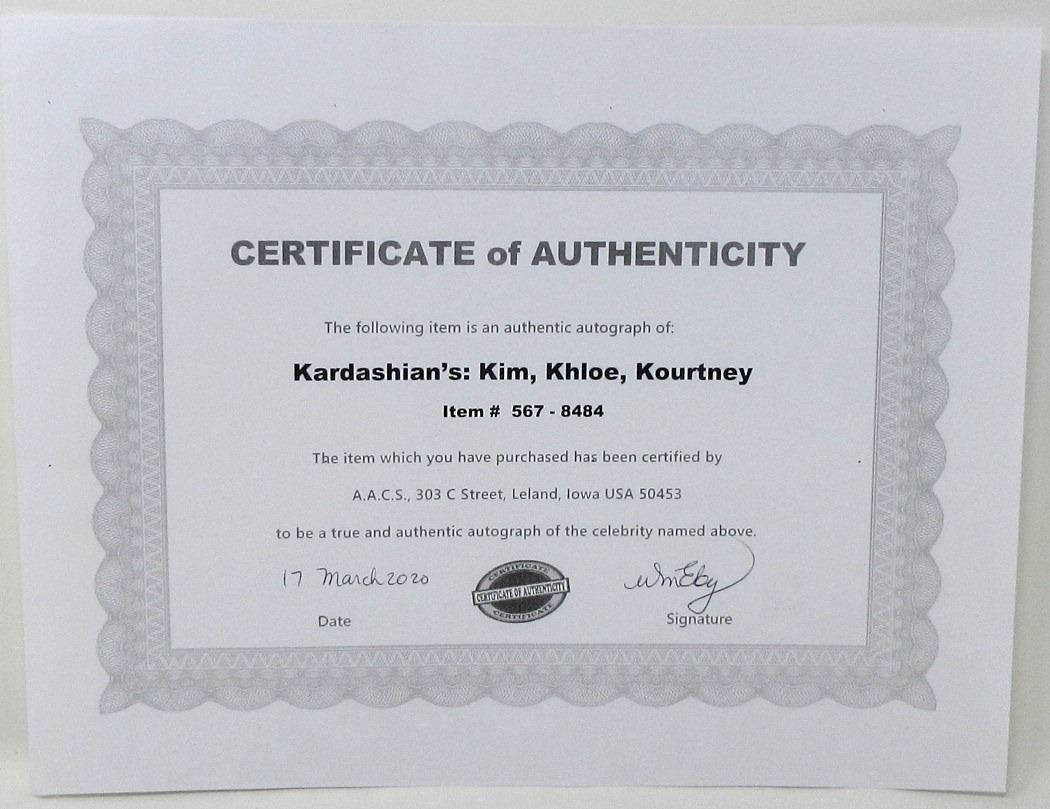 CERTIFICATE of AUTHENTICITY
The following item is an authentic autograph of:
Kardashian's: Kim, Khloe, Kourtney
Item # 567 - 8484
The item which you have purchased has been certified by
A.A.C.S., 303 C Street, Leland, Iowa USA 50453
to be a true and authentic autograph of the celebrity named above.
17 March 2020
CERTIFICATE
CERTIFICATE OF AUTHENTICITY
CERTIFICATE
WmEby
Date
Signature